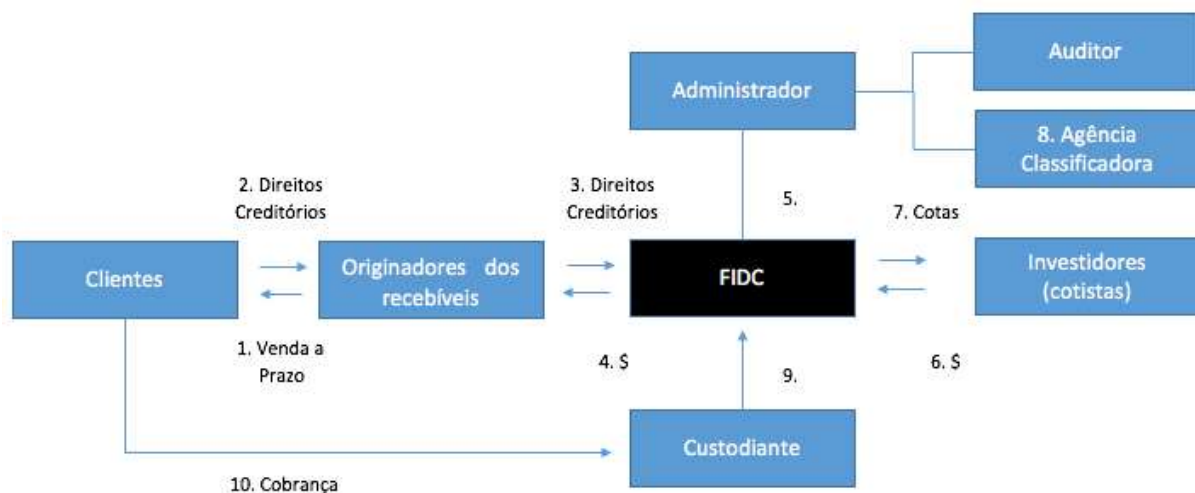 Auditor
Administrador
8. Agência
Classificadora
2. Direitos
Creditórios
3. Direitos
Creditórios
5.
7. Cotas
Clientes
Originadores dos
recebíveis
FIDC
Investidores
(cotistas)
1. Venda a
Prazo
4. $
9.
6. $
Custodiante
10. Cobrança